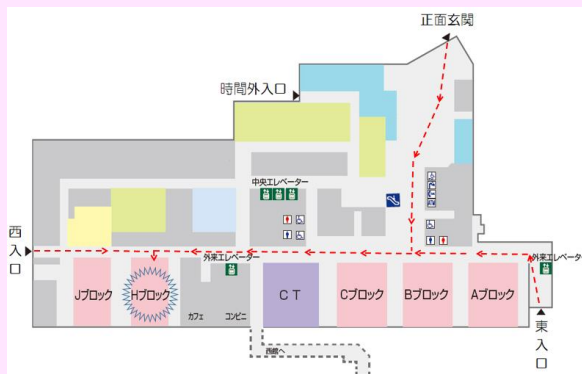 正面玄関
時間外入口
中央エレベーター
西入口
外来エレベーター
外来エレベーター
Jブロック
Hブロック
カフェ
コンビニ
CT
Cブロック
Bブロック
Aブロック
東入口
西館へ